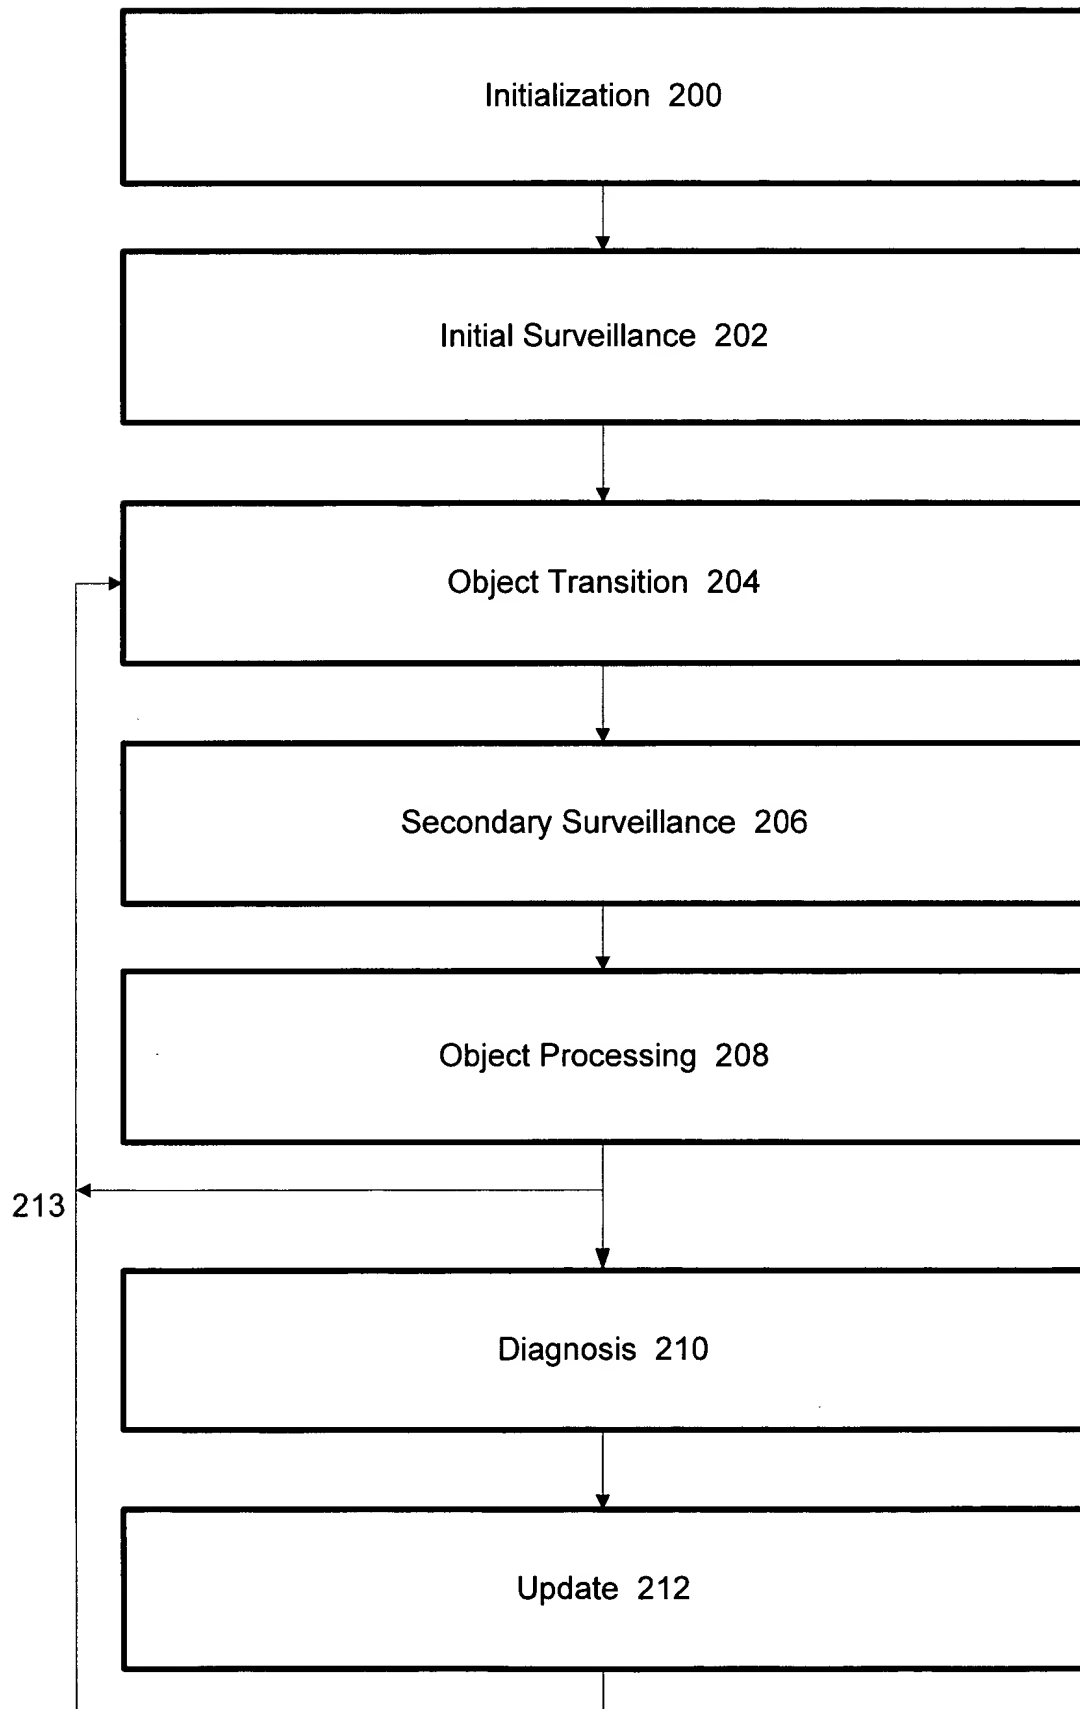 Initialization 200
Initial Surveillance 202
Object Transition 204
Secondary Surveillance 206
Object Processing 208
213
Diagnosis 210
Update 212